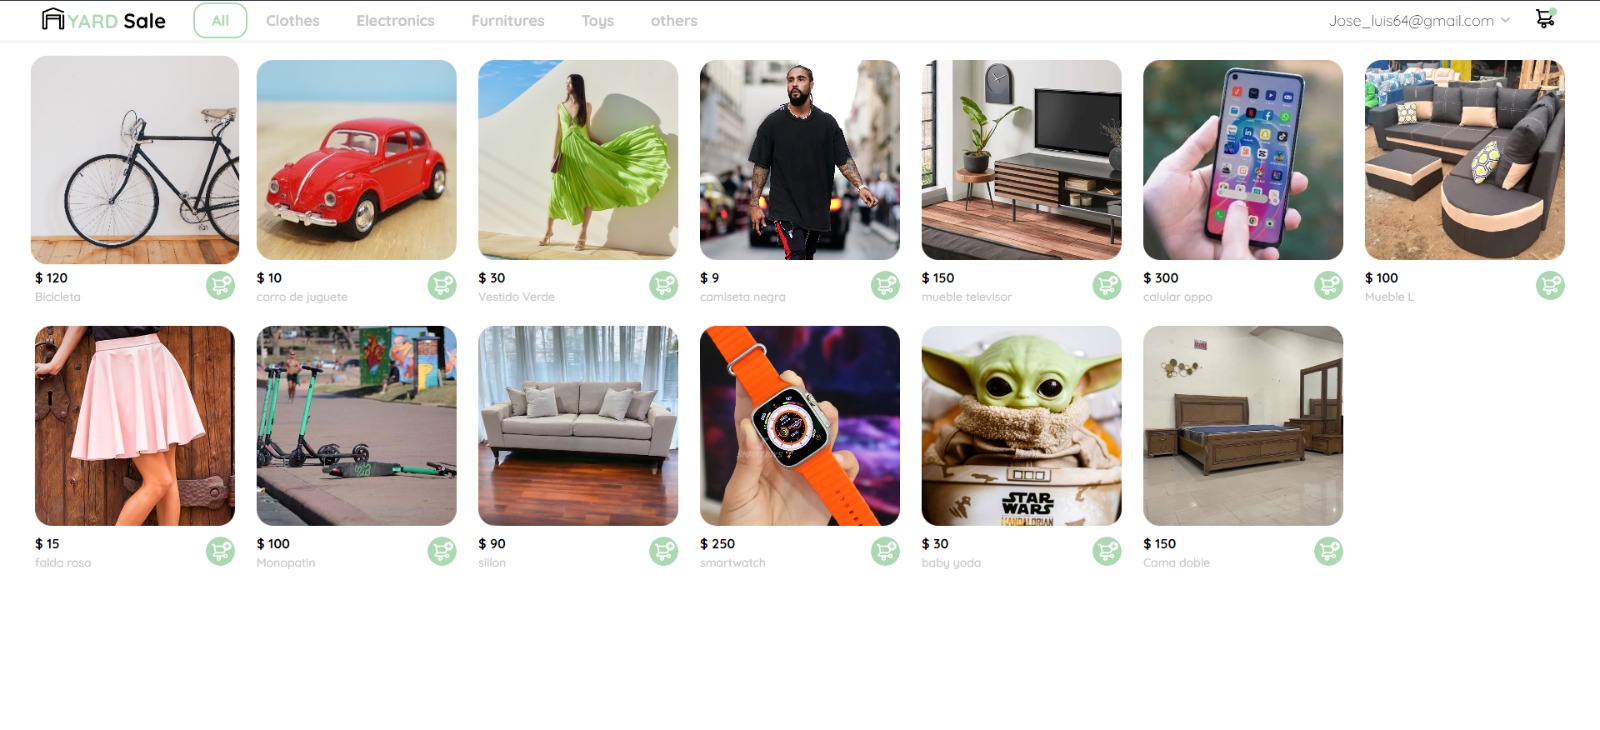 YARD Sale
All
Clothes
Electronics
Furnitures
Toys
others
Jose_luis64@gmail.com
$ 120
Bicicleta
$ 10
carro de juguete
$ 30
Vestido Verde
$ 9
camiseta negra
$ 150
mueble televisor
$ 300
calular oppo
$ 100
Mueble L
STAR
WARS
MANDALORIAN
$ 15
falda rosa
$ 100
Monopatin
$ 90
sillon
$ 250
smartwatch
$ 30
baby yoda
$ 150
Cama doble